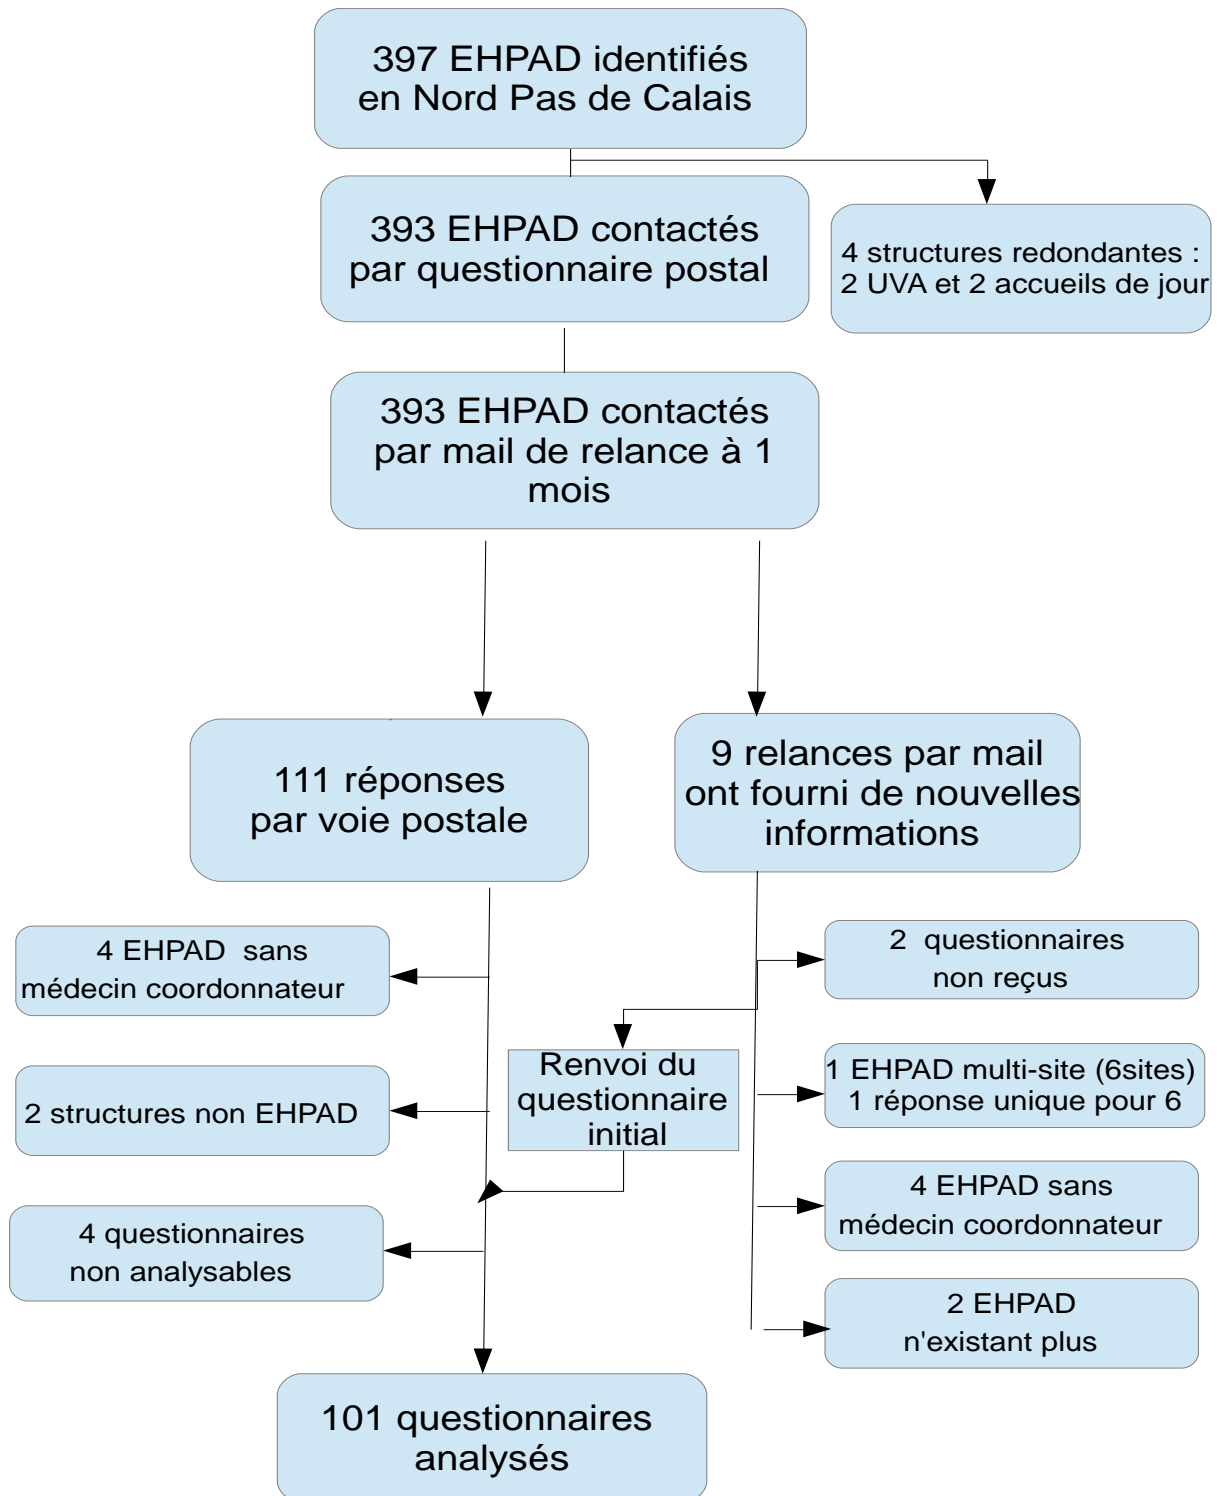 397 EHPAD identifiés
en Nord Pas de Calais
393 EHPAD contactés
par questionnaire postal
4 structures redondantes :
2 UVA et 2 accueils de jour
393 EHPAD contactés
par mail de relance à 1
mois
111 réponses
par voie postale
9 relances par mail
ont fourni de nouvelles
informations
4 EHPAD sans
médecin coordonnateur
2 questionnaires
non reçus
Renvoi du
questionnaire
initial
1 EHPAD multi-site (6sites)
1 réponse unique pour 6
2 structures non EHPAD
4 EHPAD sans
médecin coordonnateur
4 questionnaires
non analysables
2 EHPAD
n'existant plus
101 questionnaires
analysés